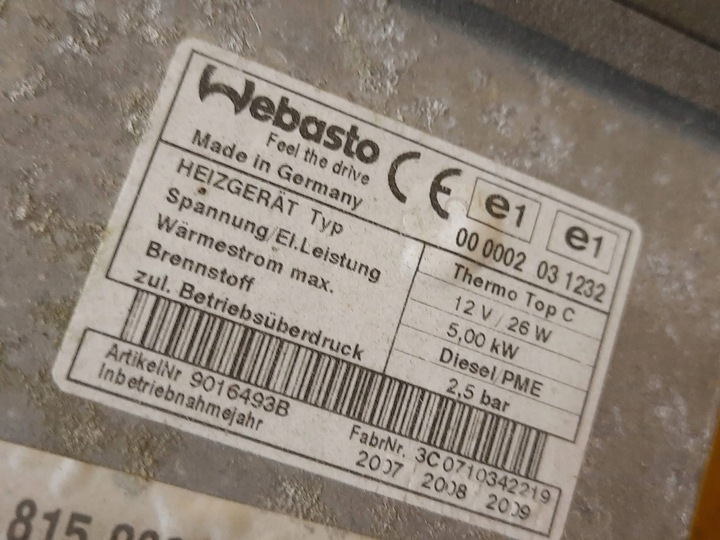 Webasto
Feel the drive
Made in Germany
CE e1 e1
00 0002 03 1232
HEIZGERÄT Typ Thermo Top C
Spannung/El.Leistung 12 V / 26 W
Wärmestrom max. 5,00 kW
Brennstoff Diesel/PME
zul. Betriebsüberdruck 2,5 bar
ArtikelNr 9016493B FabrNr. 3C0710342219
Inbetriebnahmejahr 2007 2008 2009
815